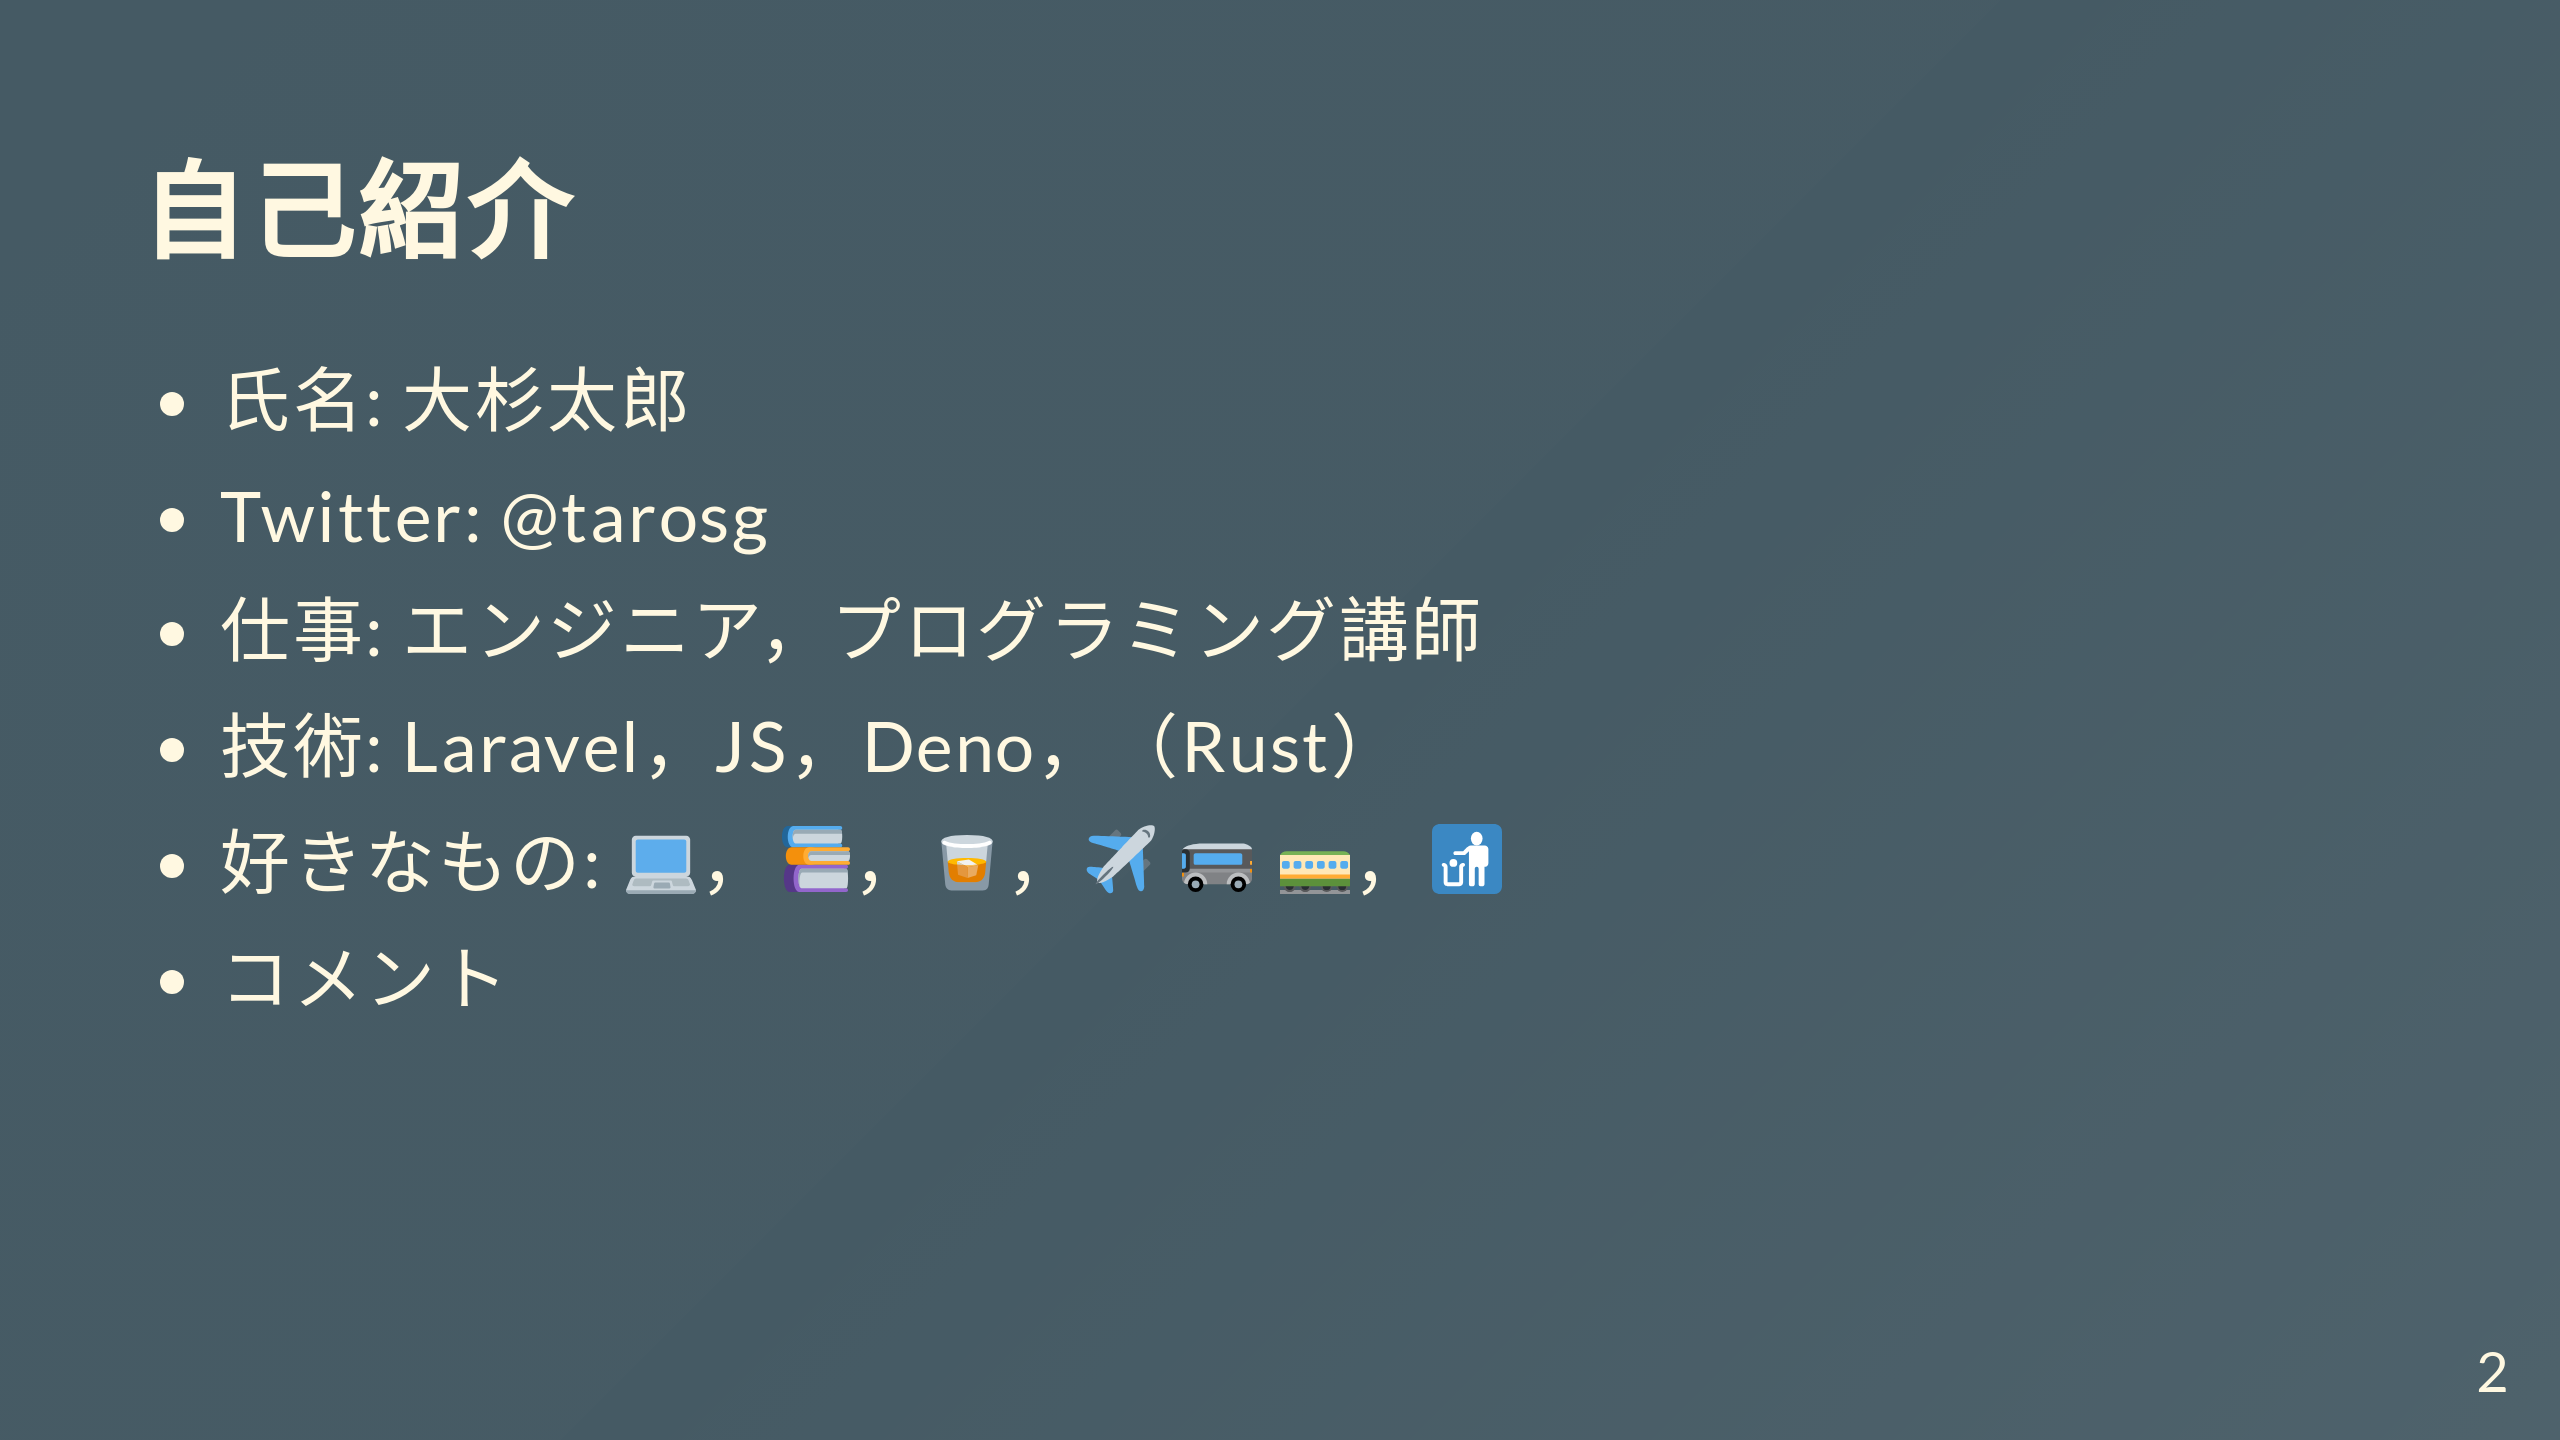 自己紹介
• 氏名: 大杉太郎
• Twitter: @tarosg
• 仕事: エンジニア，プログラミング講師
• 技術: Laravel，JS，Deno，（Rust）
• 好きなもの: 💻，📚，🥃，✈️ 🚌 🚃，🚮
• コメント
2